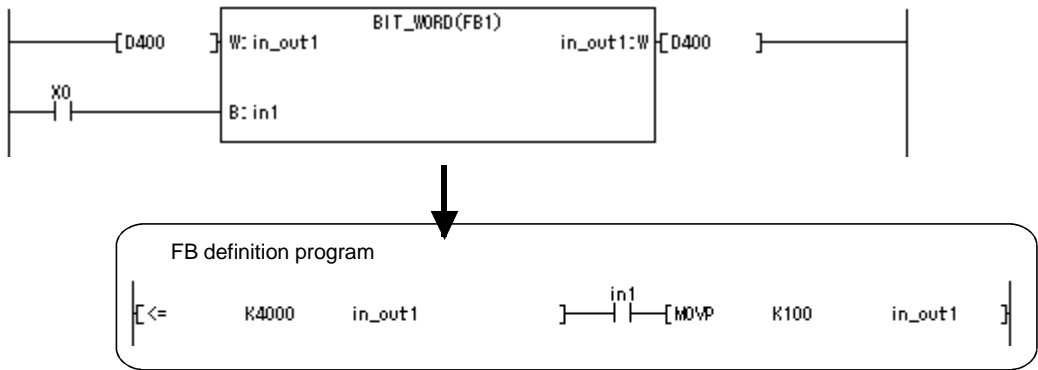 BIT_WORD(FB1)
[D400 ] W:in_out1 in_out1:W [D400 ]
X0
B:in1
FB definition program
in1
[<= K4000 in_out1 ] [MOVP K100 in_out1 ]